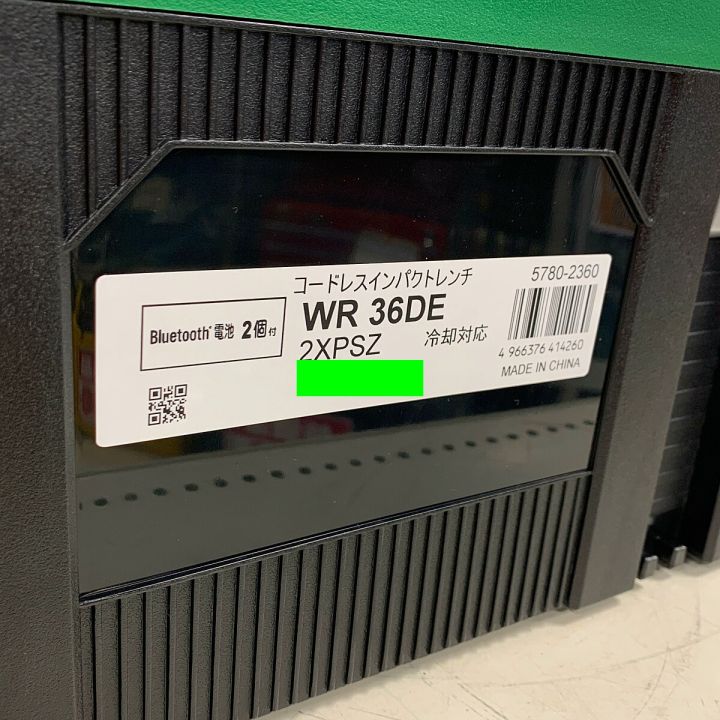 コードレスインパクトレンチ
5780-2360
Bluetooth® 電池 2個付
WR 36DE
2XPSZ
冷却対応
4 966376 414260
MADE IN CHINA